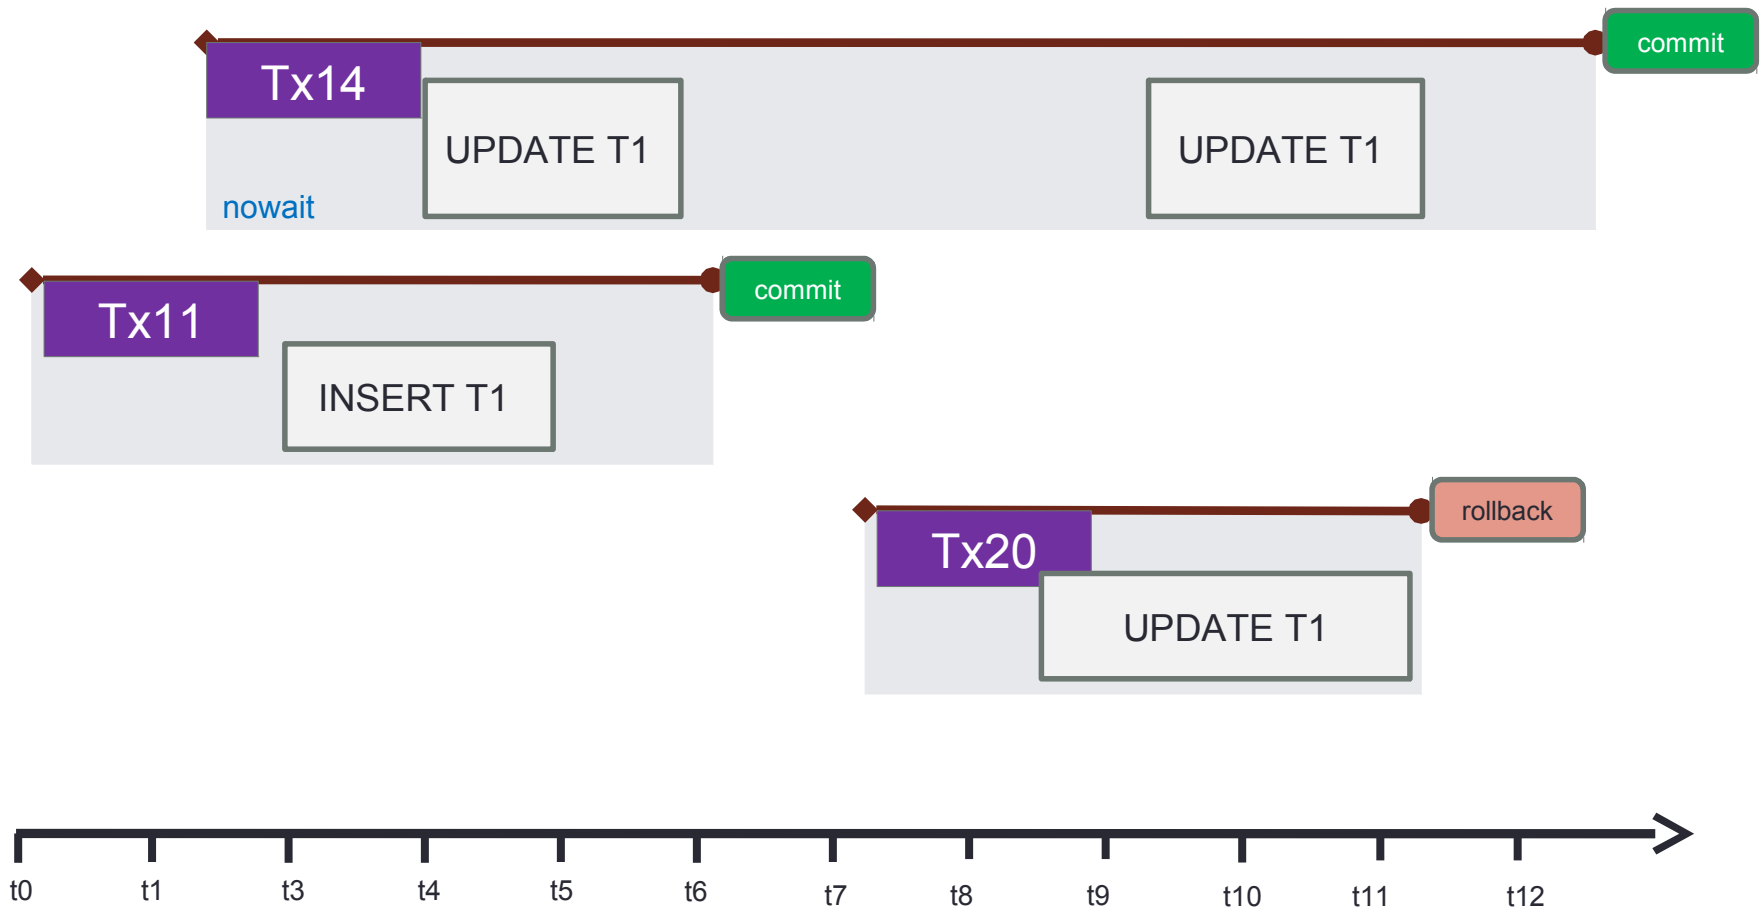 commit
Tx14
UPDATE T1
UPDATE T1
nowait
commit
Tx11
INSERT T1
rollback
Tx20
UPDATE T1
t0
t1
t3
t4
t5
t6
t7
t8
t9
t10
t11
t12